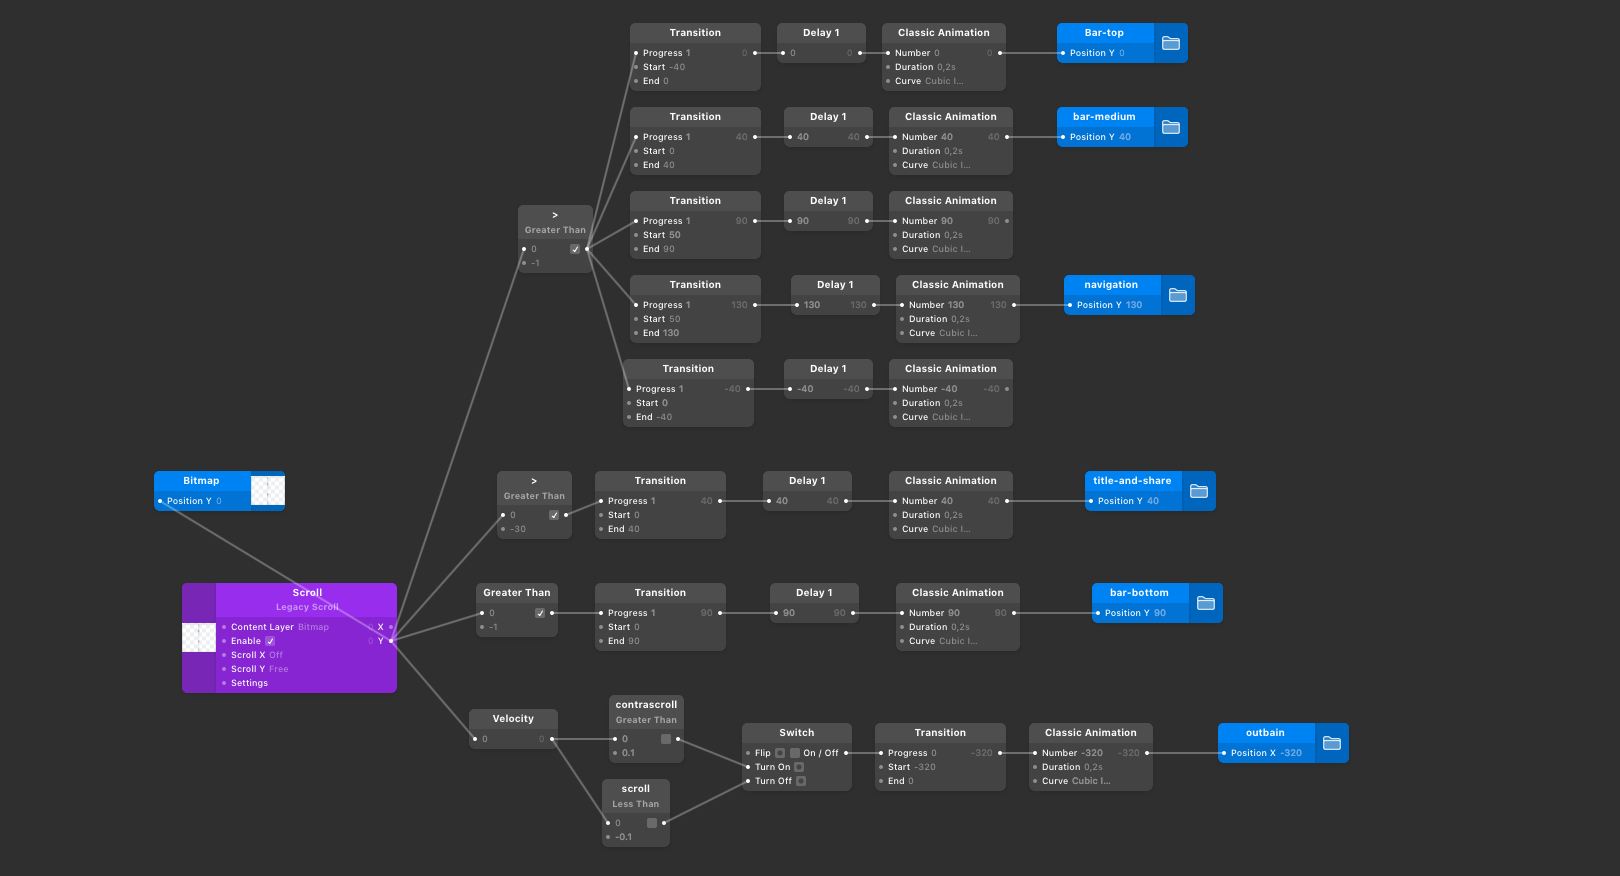 Transition
Progress 1 0
Start -40
End 0
Delay 1
0 0
Classic Animation
Number 0 0
Duration 0,2s
Curve Cubic I...
Bar-top
Position Y 0
Transition
Progress 1 40
Start 0
End 40
Delay 1
40 40
Classic Animation
Number 40 40
Duration 0,2s
Curve Cubic I...
bar-medium
Position Y 40
>
Greater Than
0
-1
Transition
Progress 1 90
Start 50
End 90
Delay 1
90 90
Classic Animation
Number 90 90
Duration 0,2s
Curve Cubic I...
Transition
Progress 1 130
Start 50
End 130
Delay 1
130 130
Classic Animation
Number 130 130
Duration 0,2s
Curve Cubic I...
navigation
Position Y 130
Transition
Progress 1 -40
Start 0
End -40
Delay 1
-40 -40
Classic Animation
Number -40 -40
Duration 0,2s
Curve Cubic I...
Bitmap
Position Y 0
>
Greater Than
0
-30
Transition
Progress 1 40
Start 0
End 40
Delay 1
40 40
Classic Animation
Number 40 40
Duration 0,2s
Curve Cubic I...
title-and-share
Position Y 40
Scroll
Legacy Scroll
Content Layer Bitmap 0 X
Enable 0 Y
Scroll X Off
Scroll Y Free
Settings
Greater Than
0
-1
Transition
Progress 1 90
Start 0
End 90
Delay 1
90 90
Classic Animation
Number 90 90
Duration 0,2s
Curve Cubic I...
bar-bottom
Position Y 90
Velocity
0 0
contrascroll
Greater Than
0
0.1
scroll
Less Than
0
-0.1
Switch
Flip On / Off
Turn On
Turn Off
Transition
Progress 0 -320
Start -320
End 0
Classic Animation
Number -320 -320
Duration 0,2s
Curve Cubic I...
outbain
Position X -320